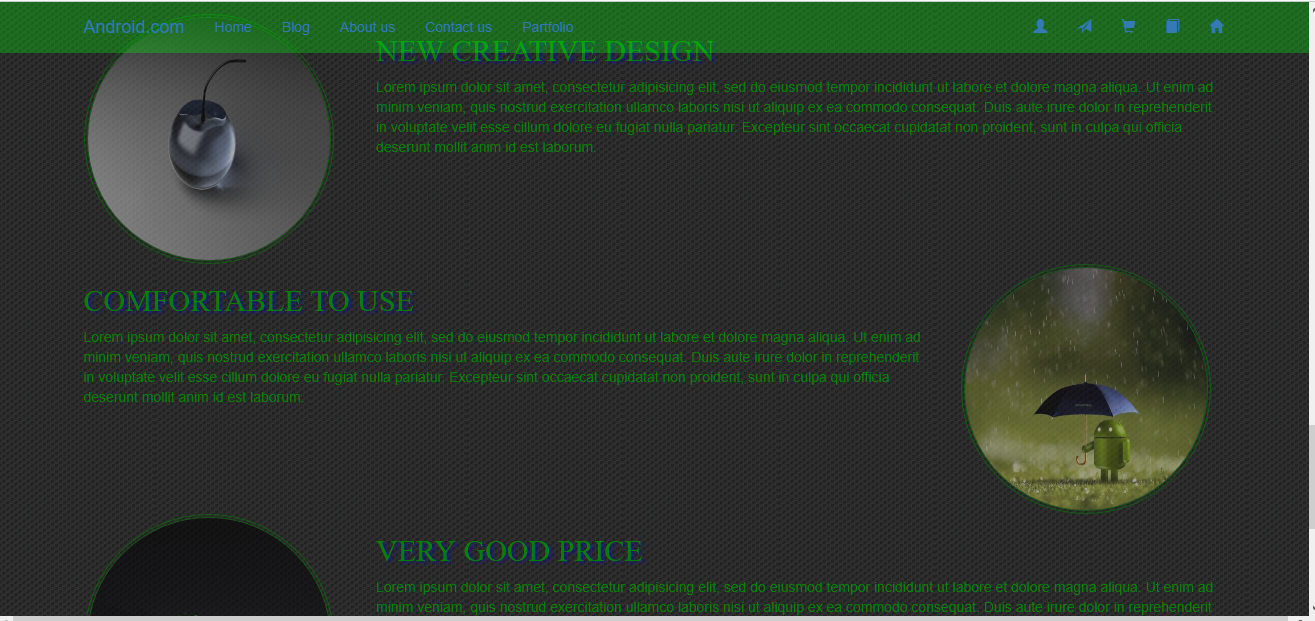 Android.com Home Blog About us Contact us Partfolio
NEW CREATIVE DESIGN
Lorem ipsum dolor sit amet, consectetur adipisicing elit, sed do eiusmod tempor incididunt ut labore et dolore magna aliqua. Ut enim ad
minim veniam, quis nostrud exercitation ullamco laboris nisi ut aliquip ex ea commodo consequat. Duis aute irure dolor in reprehenderit
in voluptate velit esse cillum dolore eu fugiat nulla pariatur. Excepteur sint occaecat cupidatat non proident, sunt in culpa qui officia
deserunt mollit anim id est laborum.
COMFORTABLE TO USE
Lorem ipsum dolor sit amet, consectetur adipisicing elit, sed do eiusmod tempor incididunt ut labore et dolore magna aliqua. Ut enim ad
minim veniam, quis nostrud exercitation ullamco laboris nisi ut aliquip ex ea commodo consequat. Duis aute irure dolor in reprehenderit
in voluptate velit esse cillum dolore eu fugiat nulla pariatur. Excepteur sint occaecat cupidatat non proident, sunt in culpa qui officia
deserunt mollit anim id est laborum.
VERY GOOD PRICE
Lorem ipsum dolor sit amet, consectetur adipisicing elit, sed do eiusmod tempor incididunt ut labore et dolore magna aliqua. Ut enim ad
minim veniam, quis nostrud exercitation ullamco laboris nisi ut aliquip ex ea commodo consequat. Duis aute irure dolor in reprehenderit